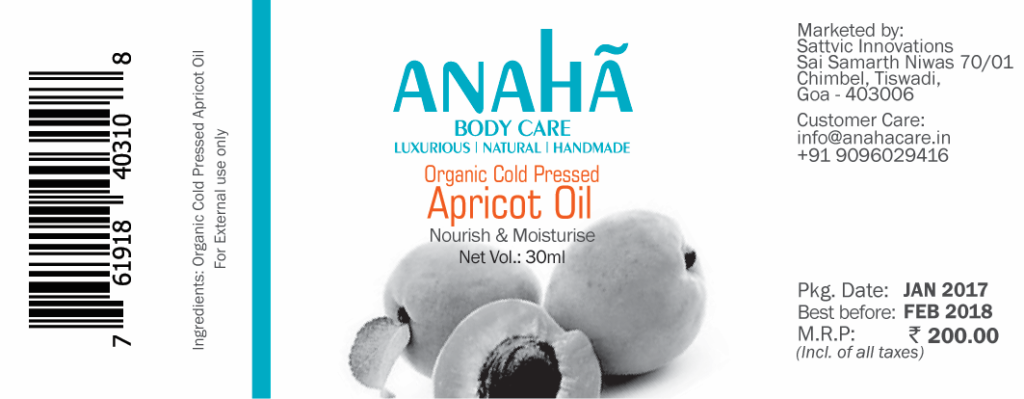 7 61918 40310 8
Ingredients: Organic Cold Pressed Apricot Oil
For External use only
ANAHÃ
BODY CARE
LUXURIOUS | NATURAL | HANDMADE
Organic Cold Pressed
Apricot Oil
Nourish & Moisturise
Net Vol.: 30ml
Marketed by:
Sattvic Innovations
Sai Samarth Niwas 70/01
Chimbel, Tiswadi,
Goa - 403006
Customer Care:
info@anahacare.in
+91 9096029416
Pkg. Date: JAN 2017
Best before: FEB 2018
M.R.P: ₹ 200.00
(Incl. of all taxes)